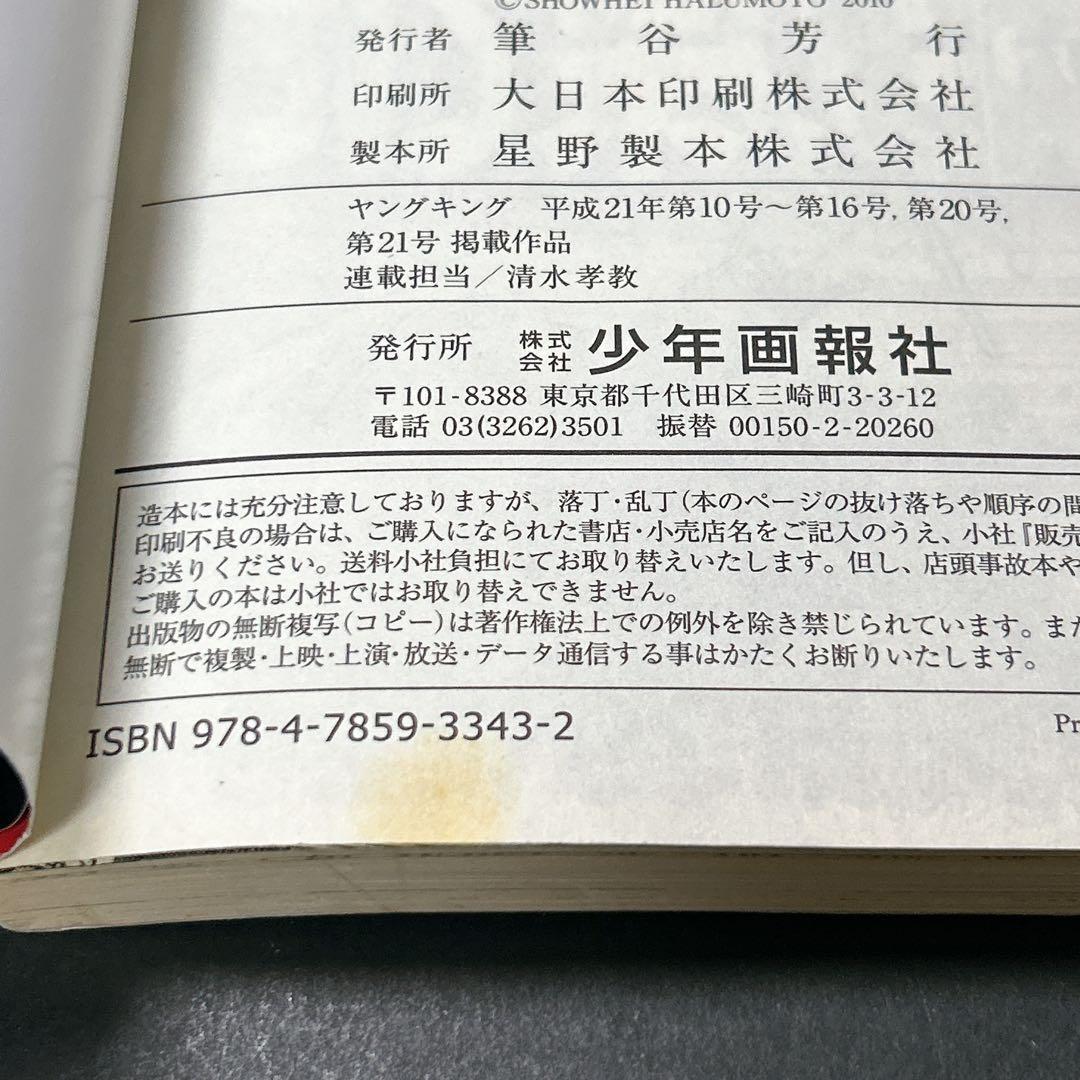 ©SHOWHEI HALUMOTO 2010
発行者 筆谷芳行
印刷所 大日本印刷株式会社
製本所 星野製本株式会社
ヤングキング 平成21年第10号〜第16号, 第20号,
第21号 掲載作品
連載担当／清水孝教
発行所 株式会社 少年画報社
〒101-8388 東京都千代田区三崎町3-3-12
電話 03(3262)3501 振替 00150-2-20260
造本には充分注意しておりますが、落丁・乱丁(本のページの抜け落ちや順序の間
印刷不良の場合は、ご購入になられた書店・小売店名をご記入のうえ、小社『販売
お送りください。送料小社負担にてお取り替えいたします。但し、店頭事故本や
ご購入の本は小社ではお取り替えできません。
出版物の無断複写(コピー)は著作権法上での例外を除き禁じられています。また
無断で複製・上映・上演・放送・データ通信する事はかたくお断りいたします。
ISBN 978-4-7859-3343-2
Pr